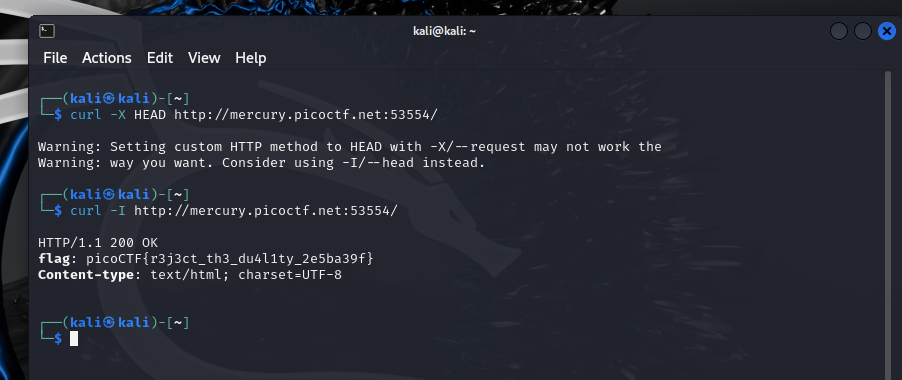 kali@kali: ~
File Actions Edit View Help
┌──(kali㉿kali)-[~]
└─$ curl -X HEAD http://mercury.picoctf.net:53554/
Warning: Setting custom HTTP method to HEAD with -X/--request may not work the
Warning: way you want. Consider using -I/--head instead.
┌──(kali㉿kali)-[~]
└─$ curl -I http://mercury.picoctf.net:53554/
HTTP/1.1 200 OK
flag: picoCTF{r3j3ct_th3_du4l1ty_2e5ba39f}
Content-type: text/html; charset=UTF-8
┌──(kali㉿kali)-[~]
└─$